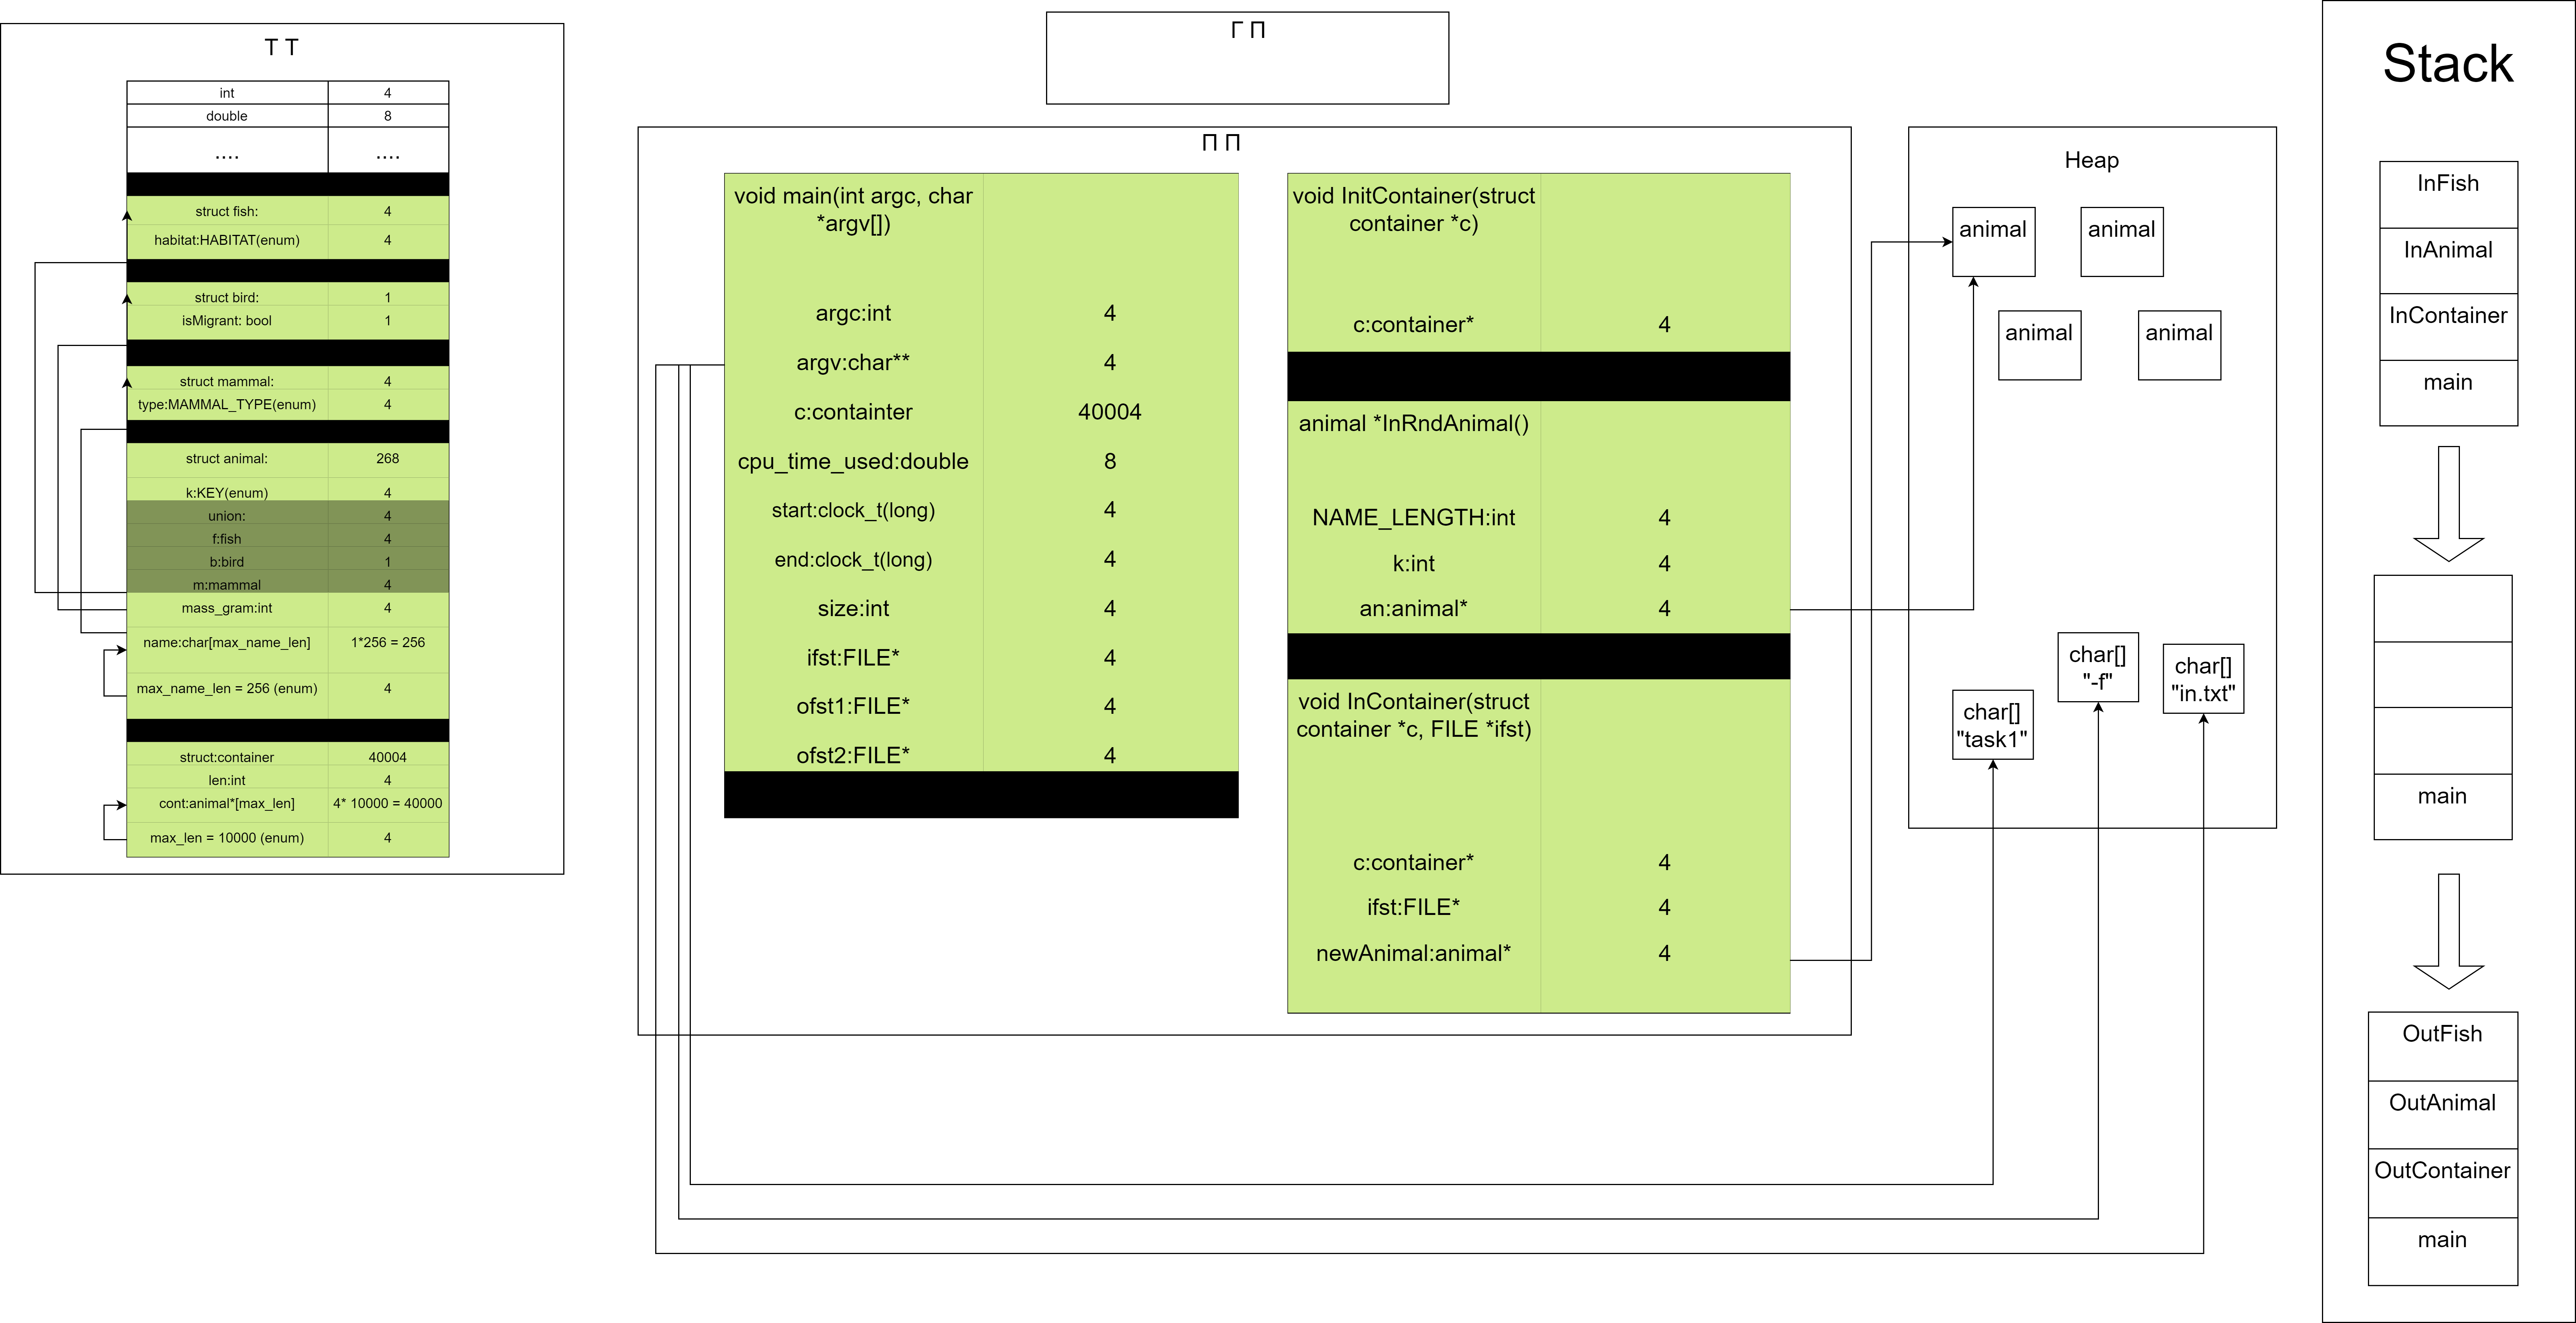 Т Т
int 4
double 8
.... ....
struct fish: 4
habitat:HABITAT(enum) 4
struct bird: 1
isMigrant: bool 1
struct mammal: 4
type:MAMMAL_TYPE(enum) 4
struct animal: 268
k:KEY(enum) 4
union: 4
f:fish 4
b:bird 1
m:mammal 4
mass_gram:int 4
name:char[max_name_len] 1*256 = 256
max_name_len = 256 (enum) 4
struct:container 40004
len:int 4
cont:animal*[max_len] 4* 10000 = 40000
max_len = 10000 (enum) 4
Г П
П П
void main(int argc, char
*argv[])
argc:int 4
argv:char** 4
c:containter 40004
cpu_time_used:double 8
start:clock_t(long) 4
end:clock_t(long) 4
size:int 4
ifst:FILE* 4
ofst1:FILE* 4
ofst2:FILE* 4
void InitContainer(struct
container *c)
c:container* 4
animal *InRndAnimal()
NAME_LENGTH:int 4
k:int 4
an:animal* 4
void InContainer(struct
container *c, FILE *ifst)
c:container* 4
ifst:FILE* 4
newAnimal:animal* 4
Heap
animal
animal
animal
animal
char[]
"-f"
char[]
"in.txt"
char[]
"task1"
Stack
InFish
InAnimal
InContainer
main
main
OutFish
OutAnimal
OutContainer
main